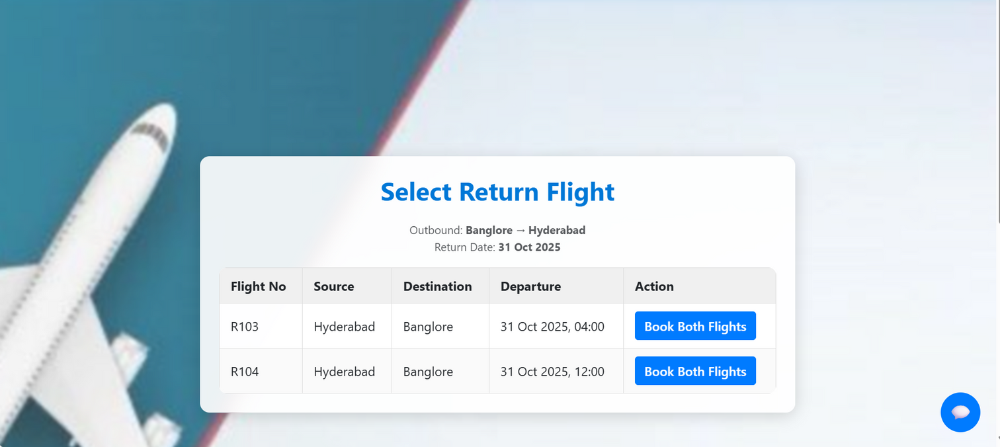 Select Return Flight
Outbound: Banglore → Hyderabad
Return Date: 31 Oct 2025
Flight No Source Destination Departure Action
R103 Hyderabad Banglore 31 Oct 2025, 04:00 Book Both Flights
R104 Hyderabad Banglore 31 Oct 2025, 12:00 Book Both Flights